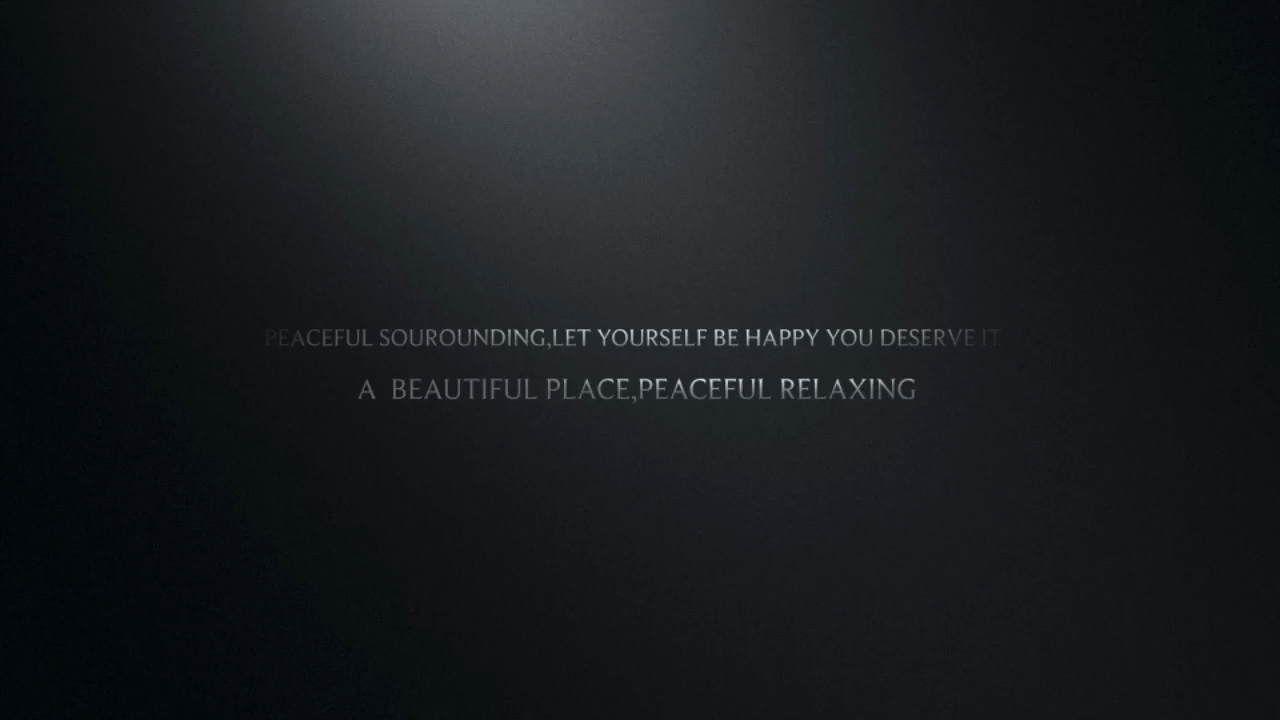 PEACEFUL SOUROUNDING,LET YOURSELF BE HAPPY YOU DESERVE IT
A BEAUTIFUL PLACE,PEACEFUL RELAXING